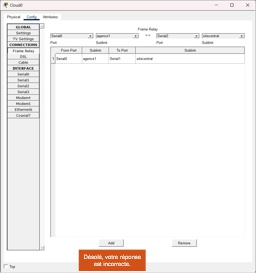 Cloud0
Physical Config Attributes
GLOBAL
Settings
TV Settings
CONNECTIONS
Frame Relay
DSL
Cable
INTERFACE
Serial0
Serial1
Serial2
Serial3
Modem4
Modem5
Ethernet6
Coaxial7
Frame Relay
Serial0 agence1 <-> Serial2 sitecentral
Port Sublink Port Sublink
From Port Sublink To Port Sublink
1 Serial0 agence1 Serial1 sitecentral
Add Remove
Désolé, votre réponse
est incorrecte.
Top